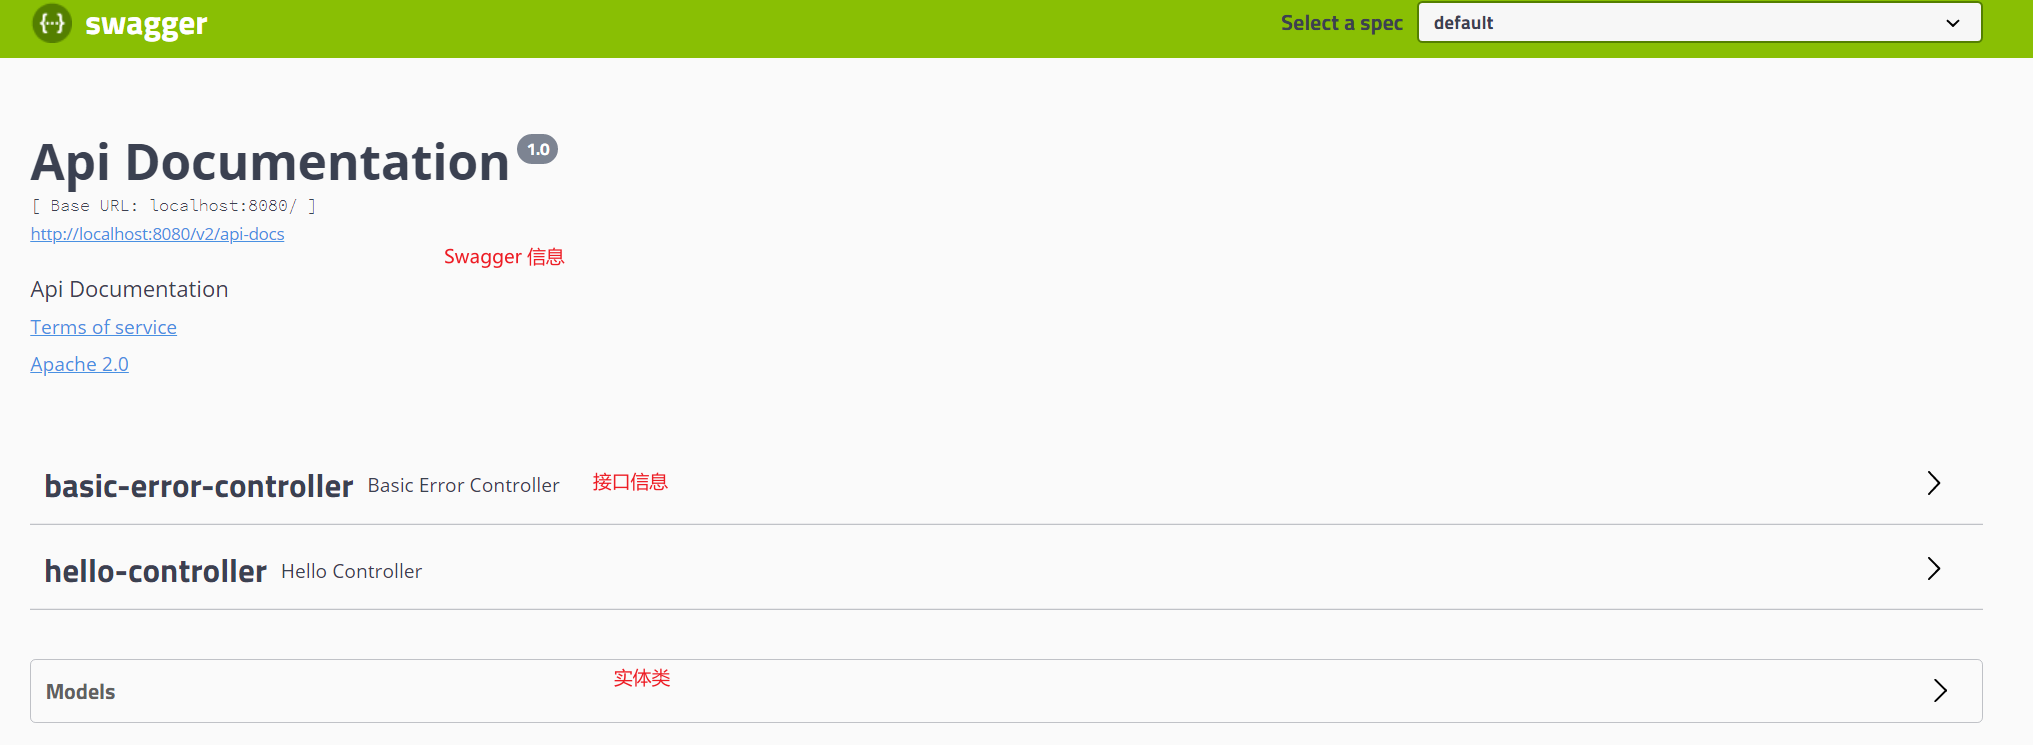 swagger
Select a spec
default
Api Documentation 1.0
[ Base URL: localhost:8080/ ]
http://localhost:8080/v2/api-docs
Swagger 信息
Api Documentation
Terms of service
Apache 2.0
basic-error-controller Basic Error Controller 接口信息
hello-controller Hello Controller
实体类
Models